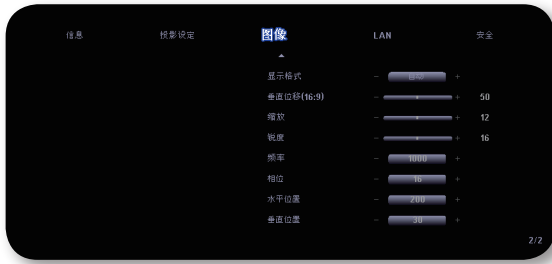 信息 投影设定 图像 LAN 安全
显示格式 - 自动 +
垂直位移(16:9) - + 50
缩放 - + 12
锐度 - + 16
频率 - 1000 +
相位 - 16 +
水平位置 - 200 +
垂直位置 - 30 +
2/2